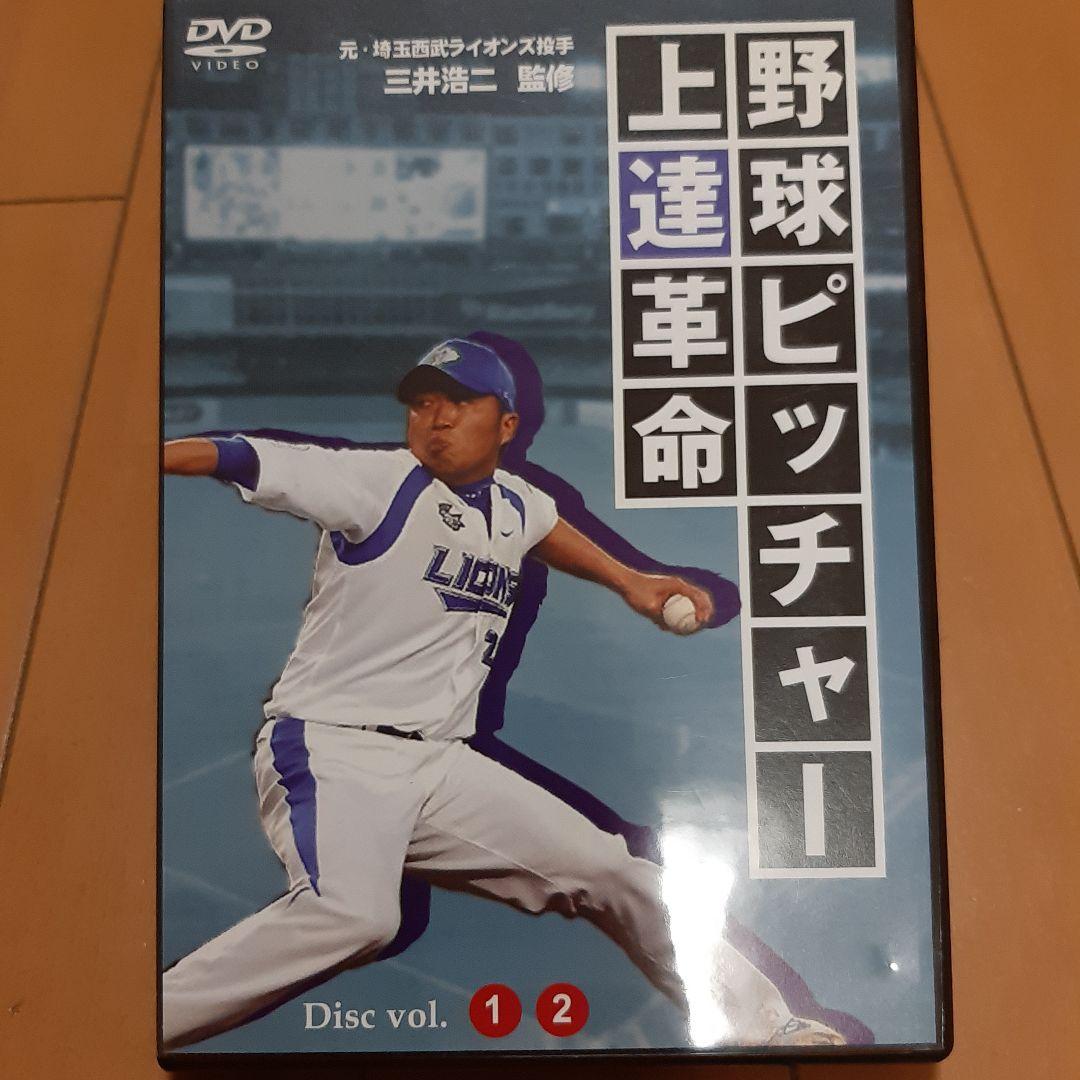 DVD
VIDEO
元・埼玉西武ライオンズ投手
三井浩二 監修
野球ピッチャー
上達革命
LIONS
2
Disc vol. 1 2